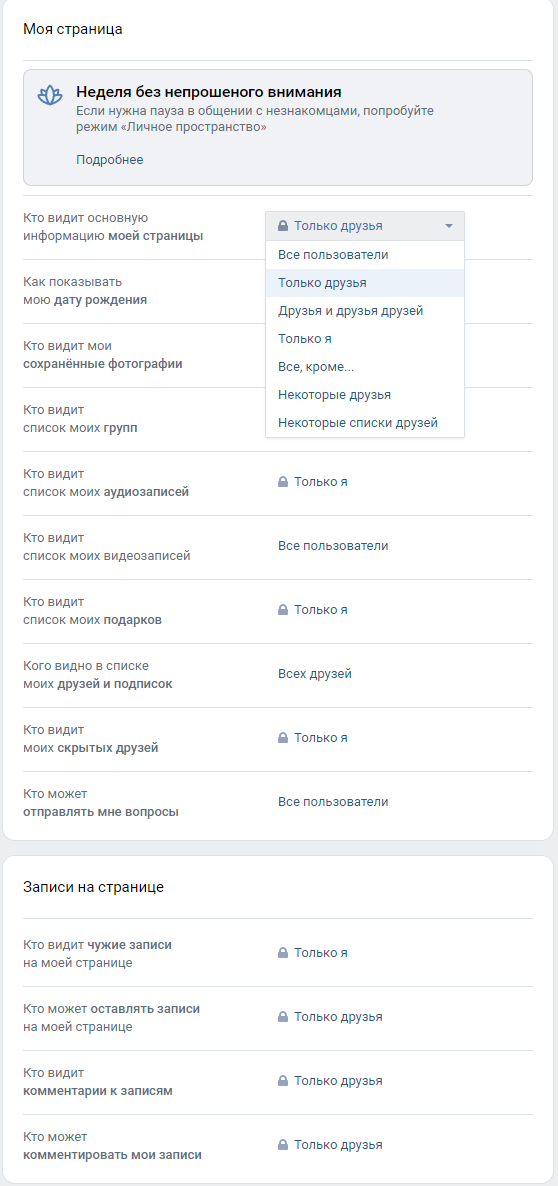 Моя страница
Неделя без непрошеного внимания
Если нужна пауза в общении с незнакомцами, попробуйте
режим «Личное пространство»
Подробнее
Кто видит основную
информацию моей страницы
Только друзья
Все пользователи
Только друзья
Друзья и друзья друзей
Только я
Все, кроме...
Некоторые друзья
Некоторые списки друзей
Как показывать
мою дату рождения
Кто видит мои
сохранённые фотографии
Кто видит
список моих групп
Кто видит
список моих аудиозаписей
Только я
Кто видит
список моих видеозаписей
Все пользователи
Кто видит
список моих подарков
Только я
Кого видно в списке
моих друзей и подписок
Всех друзей
Кто видит
моих скрытых друзей
Только я
Кто может
отправлять мне вопросы
Все пользователи
Записи на странице
Кто видит чужие записи
на моей странице
Только я
Кто может оставлять записи
на моей странице
Только друзья
Кто видит
комментарии к записям
Только друзья
Кто может
комментировать мои записи
Только друзья